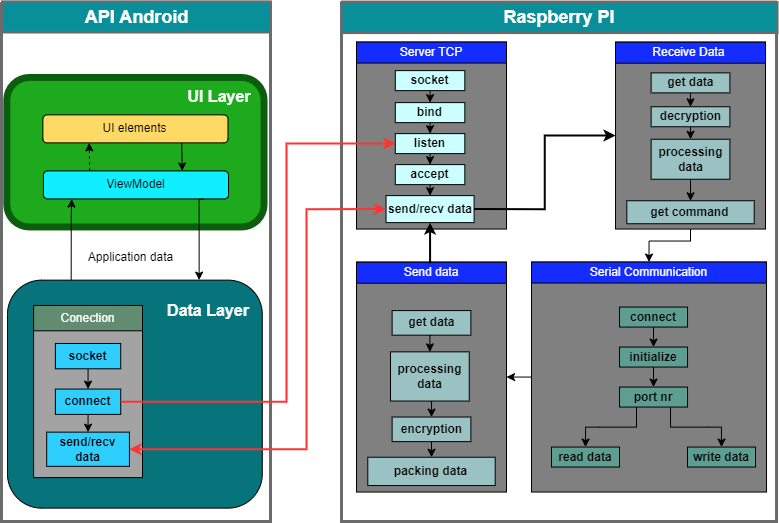 API Android
UI Layer
UI elements
ViewModel
Application data
Data Layer
Conection
socket
connect
send/recv
data
Raspberry PI
Server TCP
socket
bind
listen
accept
send/recv data
Receive Data
get data
decryption
processing
data
get command
Send data
get data
processing
data
encryption
packing data
Serial Communication
connect
initialize
port nr
read data
write data